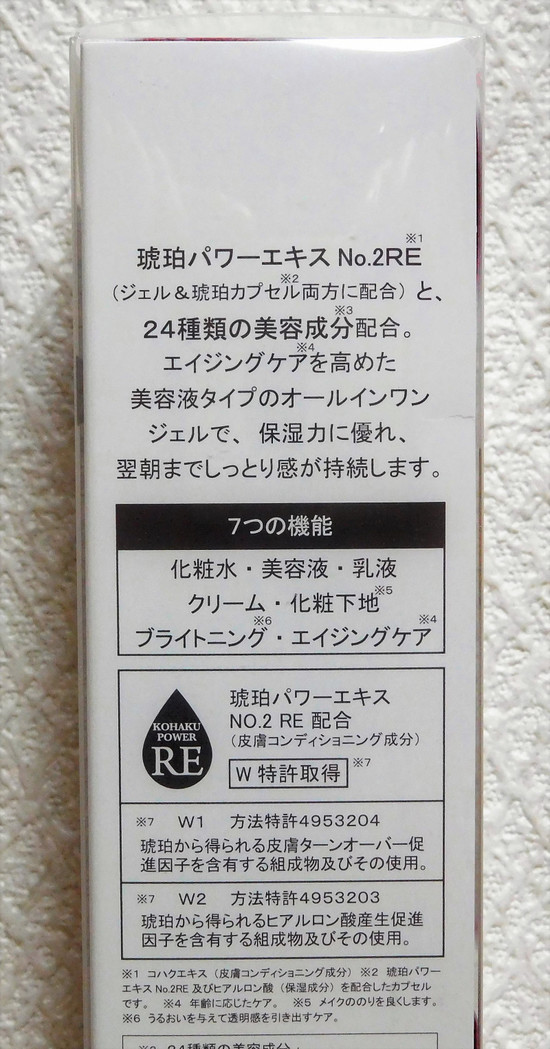 琥珀パワーエキス No.2RE※1
(ジェル＆琥珀カプセル※2両方に配合)と、
24種類の美容成分※3配合。
エイジングケア※4を高めた
美容液タイプのオールインワン
ジェルで、保湿力に優れ、
翌朝までしっとり感が持続します。
7つの機能
化粧水・美容液・乳液
クリーム・化粧下地※5
ブライトニング※6・エイジングケア※4
KOHAKU
POWER
RE
琥珀パワーエキス
NO.2 RE 配合
(皮膚コンディショニング成分)
W 特許取得※7
※7 W1 方法特許4953204
琥珀から得られる皮膚ターンオーバー促
進因子を含有する組成物及びその使用。
※7 W2 方法特許4953203
琥珀から得られるヒアルロン酸産生促進
因子を含有する組成物及びその使用。
※1 コハクエキス（皮膚コンディショニング成分）※2 琥珀パワー
エキス No.2RE 及びヒアルロン酸（保湿成分）を配合したカプセル
です。 ※4 年齢に応じたケア。 ※5 メイクののりを良くします。
※6 うるおいを与えて透明感を引き出すケア。
※3 24種類の美容成分：